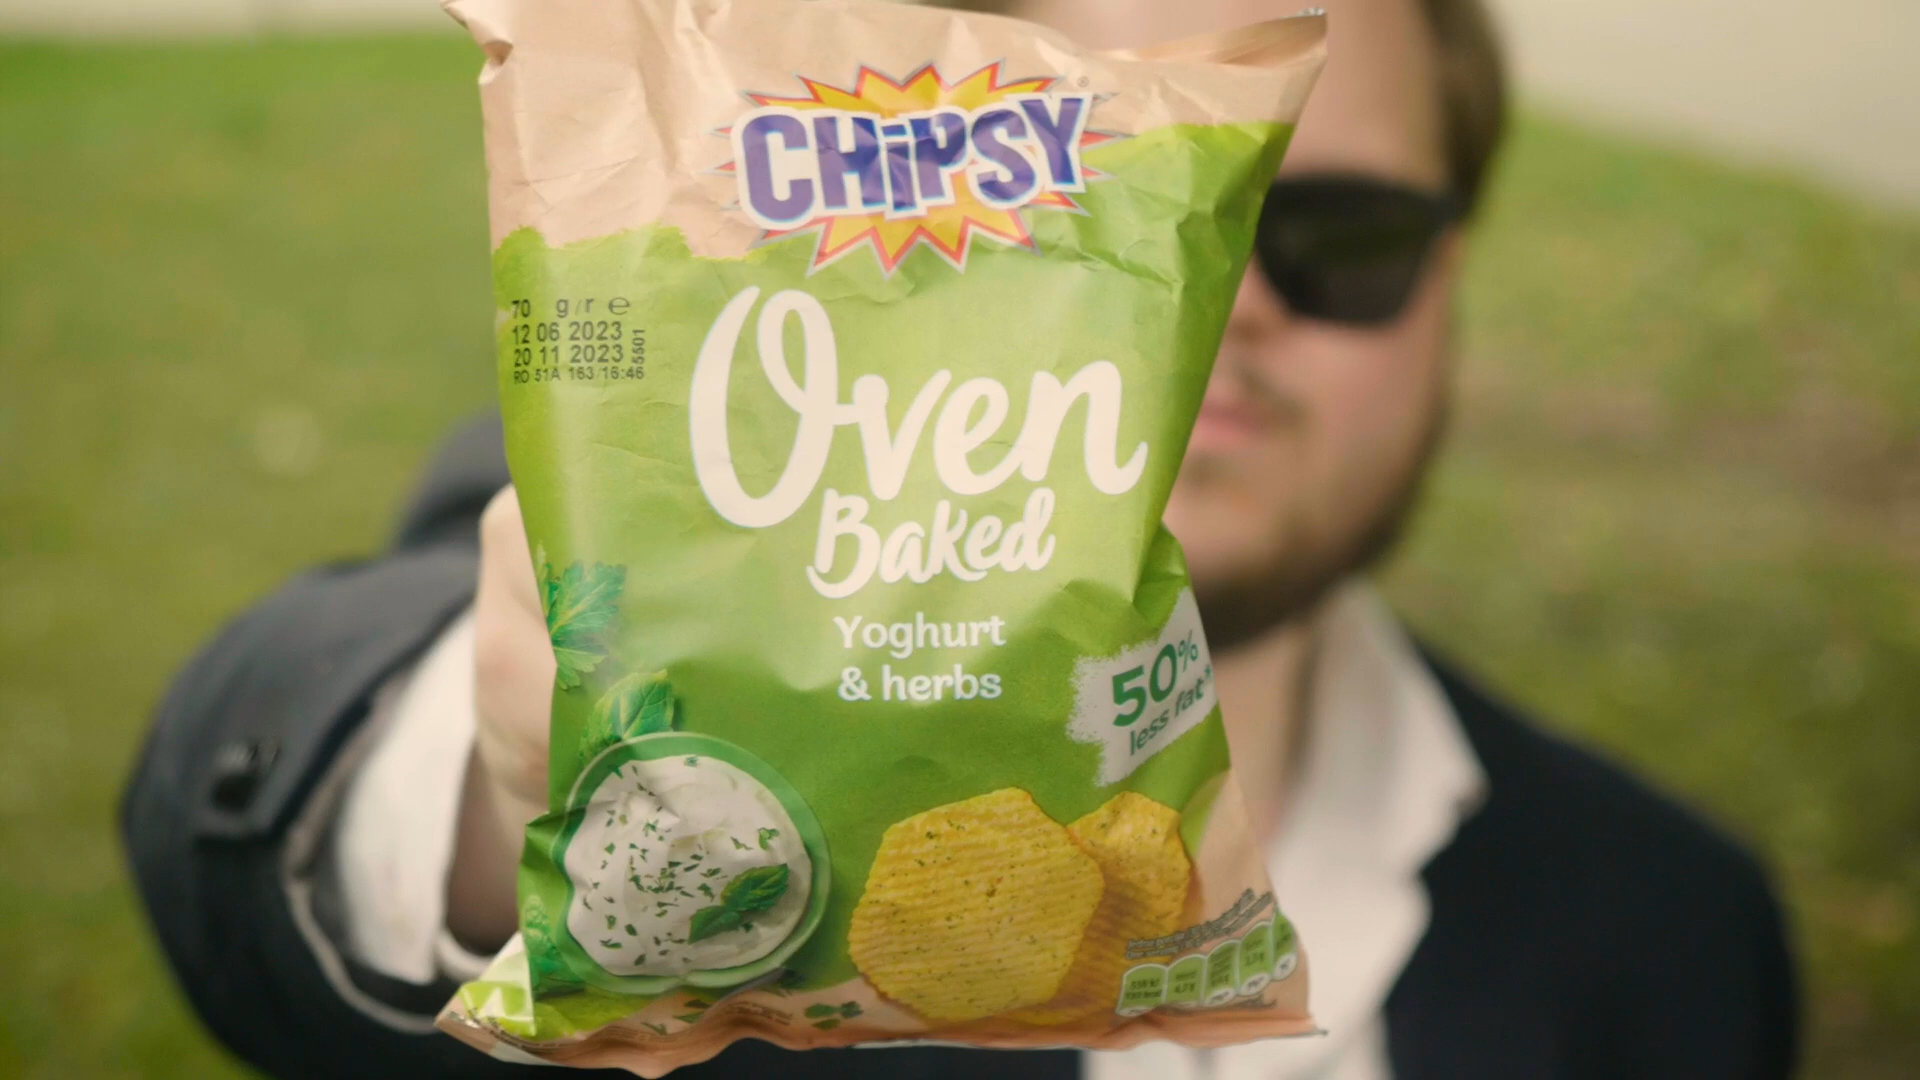 CHiPSY
®
70 g/r ℮
12 06 2023
20 11 2023
5501
RO 51A 163/16:46
Oven
Baked
Yoghurt
& herbs
50%
less fat*